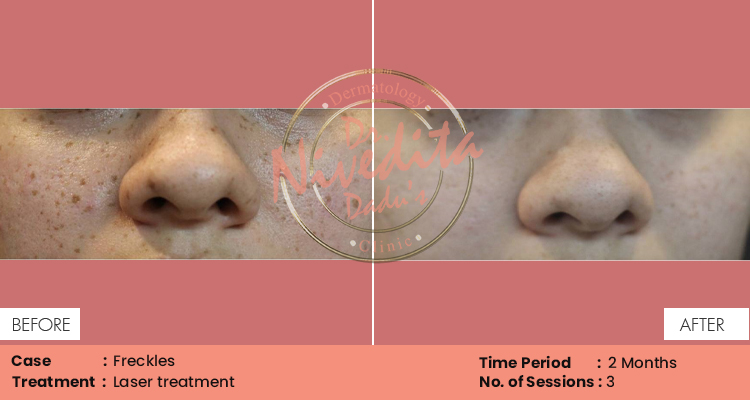 Dermatology
Dr.
Nivedita
Dadu's
Clinic
BEFORE
AFTER
Case : Freckles
Treatment : Laser treatment
Time Period : 2 Months
No. of Sessions : 3